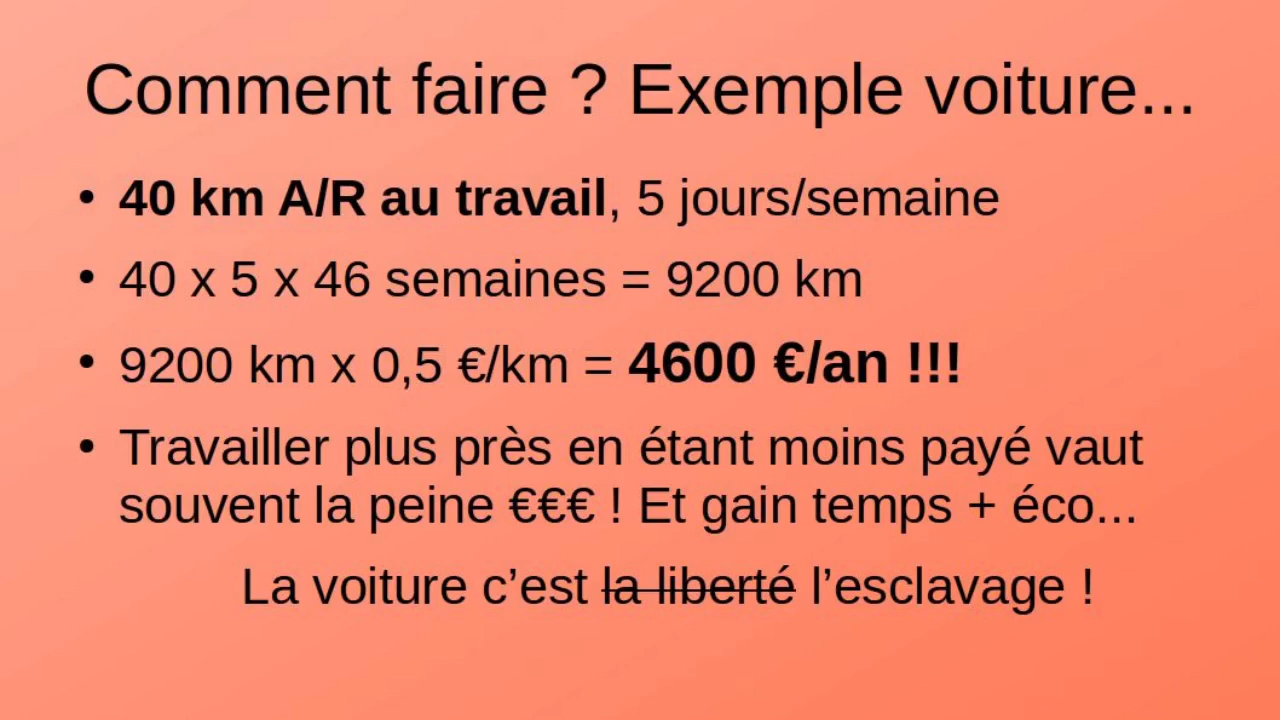 Comment faire ? Exemple voiture...
• 40 km A/R au travail, 5 jours/semaine
• 40 x 5 x 46 semaines = 9200 km
• 9200 km x 0,5 €/km = 4600 €/an !!!
• Travailler plus près en étant moins payé vaut
souvent la peine €€€ ! Et gain temps + éco...
La voiture c’est la liberté l’esclavage !